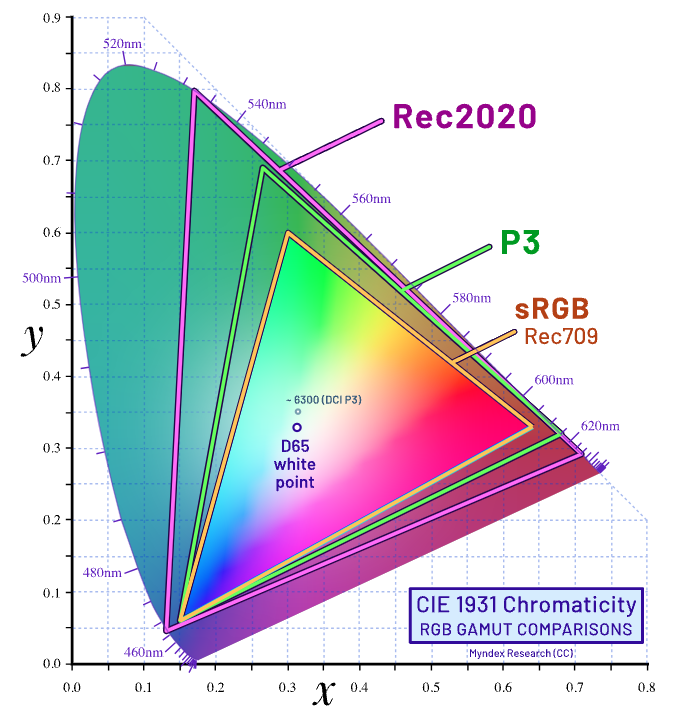 0.9
520nm
0.8
540nm
Rec2020
0.7
560nm
0.6
P3
500nm
0.5
580nm
sRGB
Rec709
y
0.4
600nm
~ 6300 (DCI P3)
620nm
0.3
D65
white
point
0.2
480nm
0.1
CIE 1931 Chromaticity
RGB GAMUT COMPARISONS
460nm
Myndex Research (CC)
0.0
0.0 0.1 0.2 0.3 0.4 0.5 0.6 0.7 0.8
x